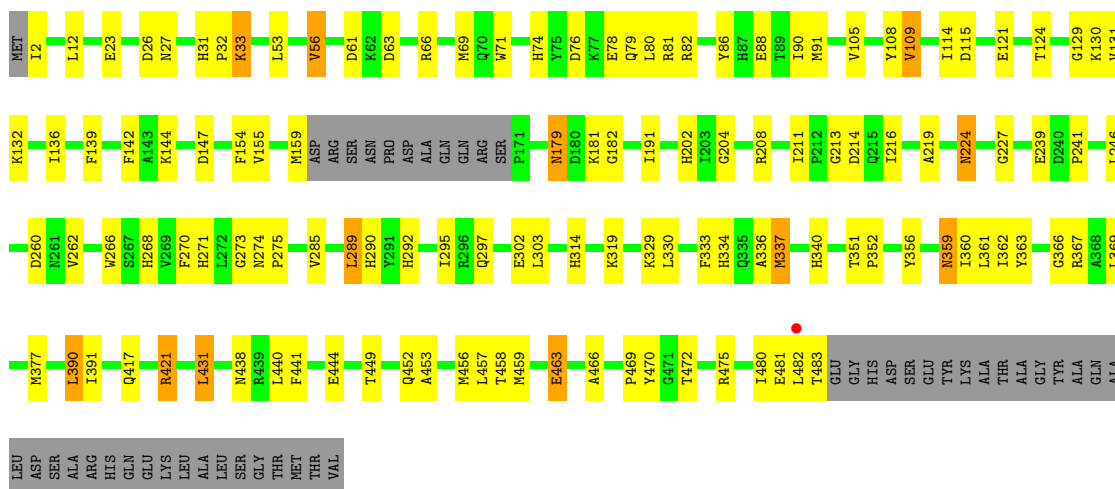 MET I2 L12 E23 D26 N27 H31 P32 K33 L53 V56 D61 K62 D63 R66 M69 Q70 W71 H74 Y75 D76 K77 E78 Q79 L80 R81 R82 Y86 H87 E88 T89 I90 M91 V105 Y108 V109 I114 D115 E121 T124 G129 K130 V131
K132 I136 F139 F142 A143 K144 D147 F154 V155 M159 ASP ARG SER ASN PRO ASP ALA GLN GLN ARG SER P171 N179 D180 K181 G182 I191 H202 I203 G204 R208 I211 P212 G213 D214 Q215 I216 A219 N224 G227 E239 D240 P241 L246
D260 N261 V262 W266 S267 H268 V269 F270 H271 L272 G273 N274 P275 V285 L289 H290 Y291 H292 I295 R296 Q297 E302 L303 H314 K319 K329 L330 F333 H334 Q335 A336 M337 H340 T351 P352 Y356 N359 I360 L361 I362 Y363 G366 R367 A368 L369
M377 L390 I391 Q417 R421 L431 N438 R439 L440 F441 E444 T449 Q452 A453 M456 L457 T458 M459 E463 A466 P469 Y470 G471 T472 R475 I480 E481 L482 T483 GLU GLY HIS ASP SER GLU TYR LYS ALA THR ALA GLY TYR ALA GLN ALA
LEU ASP SER ALA ARG HIS GLN GLU LYS LEU ALA LEU SER GLY THR MET THR VAL